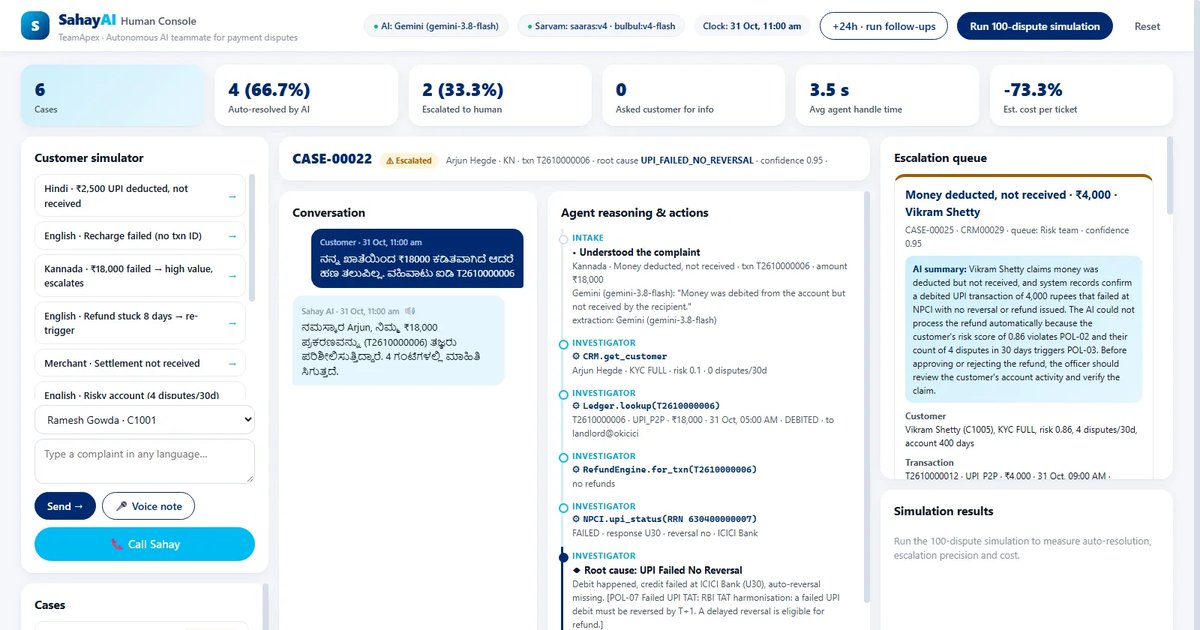 S
SahayAI Human Console
TeamApex · Autonomous AI teammate for payment disputes
AI: Gemini (gemini-3.8-flash)
Sarvam: saaras:v4 · bulbul:v4-flash
Clock: 31 Oct, 11:00 am
+24h · run follow-ups
Run 100-dispute simulation
Reset
6
Cases
4 (66.7%)
Auto-resolved by AI
2 (33.3%)
Escalated to human
0
Asked customer for info
3.5 s
Avg agent handle time
-73.3%
Est. cost per ticket
Customer simulator
Hindi · ₹2,500 UPI deducted, not
received
English · Recharge failed (no txn ID)
Kannada · ₹18,000 failed → high value,
escalates
English · Refund stuck 8 days → re-
trigger
Merchant · Settlement not received
English · Risky account (4 disputes/30d)
Ramesh Gowda · C1001
Type a complaint in any language...
Send →
Voice note
Call Sahay
Cases
CASE-00022
⚠ Escalated
Arjun Hegde · KN · txn T2610000006 · root cause UPI_FAILED_NO_REVERSAL · confidence 0.95 ·
Conversation
Customer · 31 Oct, 11:00 am
ನನ್ನ ಖಾತೆಯಿಂದ ₹18000 ಕಡಿತವಾಗಿದೆ ಆದರೆ
ಹಣ ತಲುಪಿಲ್ಲ. ವಹಿವಾಟು ಐಡಿ T2610000006
Sahay AI · 31 Oct, 11:00 am
ನಮಸ್ಕಾರ Arjun, ನಿಮ್ಮ ₹18,000
ಪ್ರಕರಣವನ್ನು (T2610000006) ತಜ್ಞರು
ಪರಿಶೀಲಿಸುತ್ತಿದ್ದಾರೆ. 4 ಗಂಟೆಗಳಲ್ಲಿ ಮಾಹಿತಿ
ಸಿಗುತ್ತದೆ.
Agent reasoning & actions
INTAKE
• Understood the complaint
Kannada · Money deducted, not received · txn T2610000006 · amount
₹18,000
Gemini (gemini-3.8-flash): "Money was debited from the account but
not received by the recipient."
extraction: Gemini (gemini-3.8-flash)
INVESTIGATOR
⚙ CRM.get_customer
Arjun Hegde · KYC FULL · risk 0.1 · 0 disputes/30d
INVESTIGATOR
⚙ Ledger.lookup(T2610000006)
T2610000006 · UPI_P2P · ₹18,000 · 31 Oct, 05:00 AM · DEBITED · to
landlord@okicici
INVESTIGATOR
⚙ RefundEngine.for_txn(T2610000006)
no refunds
INVESTIGATOR
⚙ NPCI.upi_status(RRN 630400000007)
FAILED · response U30 · reversal no · ICICI Bank
INVESTIGATOR
◆ Root cause: UPI Failed No Reversal
Debit happened, credit failed at ICICI Bank (U30), auto-reversal
missing. [POL-07 Failed UPI TAT: RBI TAT harmonisation: a failed UPI
debit must be reversed by T+1. A delayed reversal is eligible for
refund.]
Escalation queue
Money deducted, not received · ₹4,000 ·
Vikram Shetty
CASE-00025 · CRM00029 · queue: Risk team · confidence
0.95
AI summary: Vikram Shetty claims money was
deducted but not received, and system records confirm
a debited UPI transaction of 4,000 rupees that failed at
NPCI with no reversal or refund issued. The AI could not
process the refund automatically because the
customer's risk score of 0.86 violates POL-02 and their
count of 4 disputes in 30 days triggers POL-03. Before
approving or rejecting the refund, the officer should
review the customer's account activity and verify the
claim.
Customer
Vikram Shetty (C1005), KYC FULL, risk 0.86, 4 disputes/30d,
account 400 days
Transaction
T2610000012 · UPI_P2P · ₹4,000 · 31 Oct, 09:00 AM ·
Simulation results
Run the 100-dispute simulation to measure auto-resolution,
escalation precision and cost.